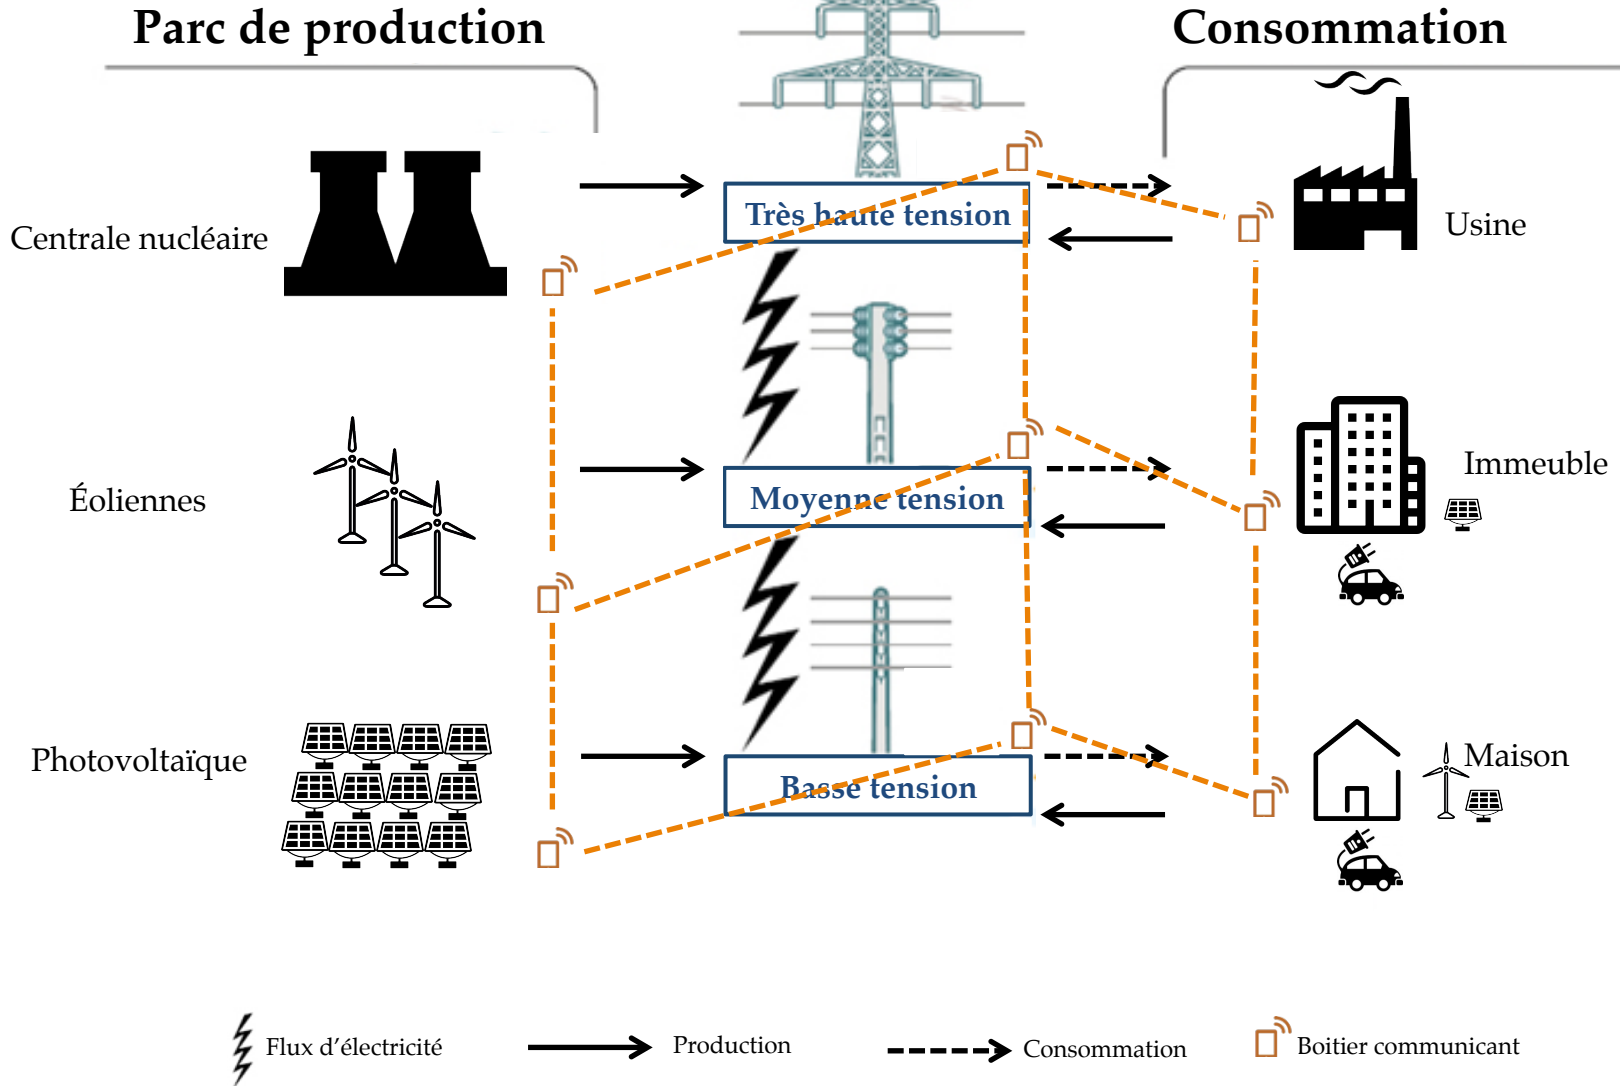 Parc de production
Consommation
Très haute tension
Centrale nucléaire
Usine
Moyenne tension
Éoliennes
Immeuble
Photovoltaïque
Basse tension
Maison
Flux d'électricité
Production
Consommation
Boitier communicant